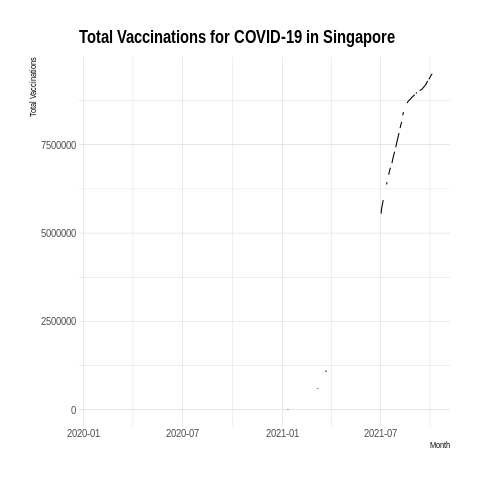 Total Vaccinations for COVID-19 in Singapore
Total Vaccinations
7500000
5000000
2500000
0
2020-01 2020-07 2021-01 2021-07
Month